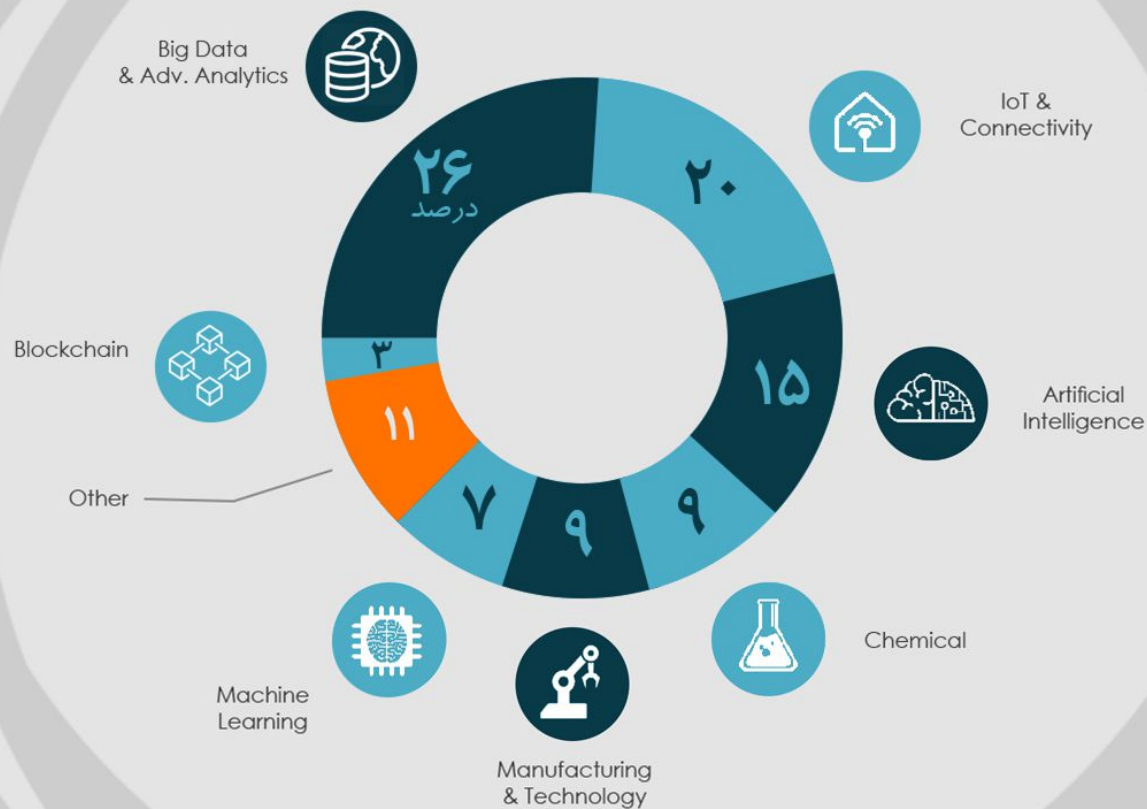 Big Data
& Adv. Analytics
IoT &
Connectivity
۲۶
درصد
۲۰
Blockchain
۳
۱۵
Artificial
Intelligence
۱۱
Other
۷
۹
۹
Chemical
Machine
Learning
Manufacturing
& Technology